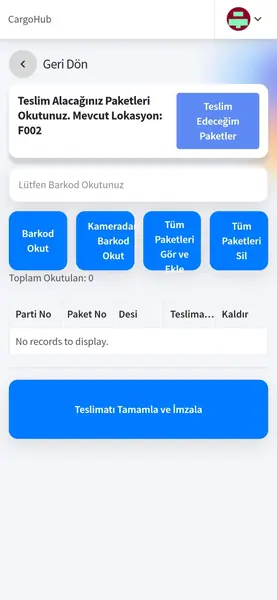 CargoHub
Geri Dön
Teslim Alacağınız Paketleri
Okutunuz. Mevcut Lokasyon:
F002
Teslim
Edeceğim
Paketler
Lütfen Barkod Okutunuz
Barkod
Okut
Kameradan
Barkod
Okut
Tüm
Paketleri
Gör ve
Ekle
Tüm
Paketleri
Sil
Toplam Okutulan: 0
Parti No Paket No Desi Teslima... Kaldır
No records to display.
Teslimatı Tamamla ve İmzala